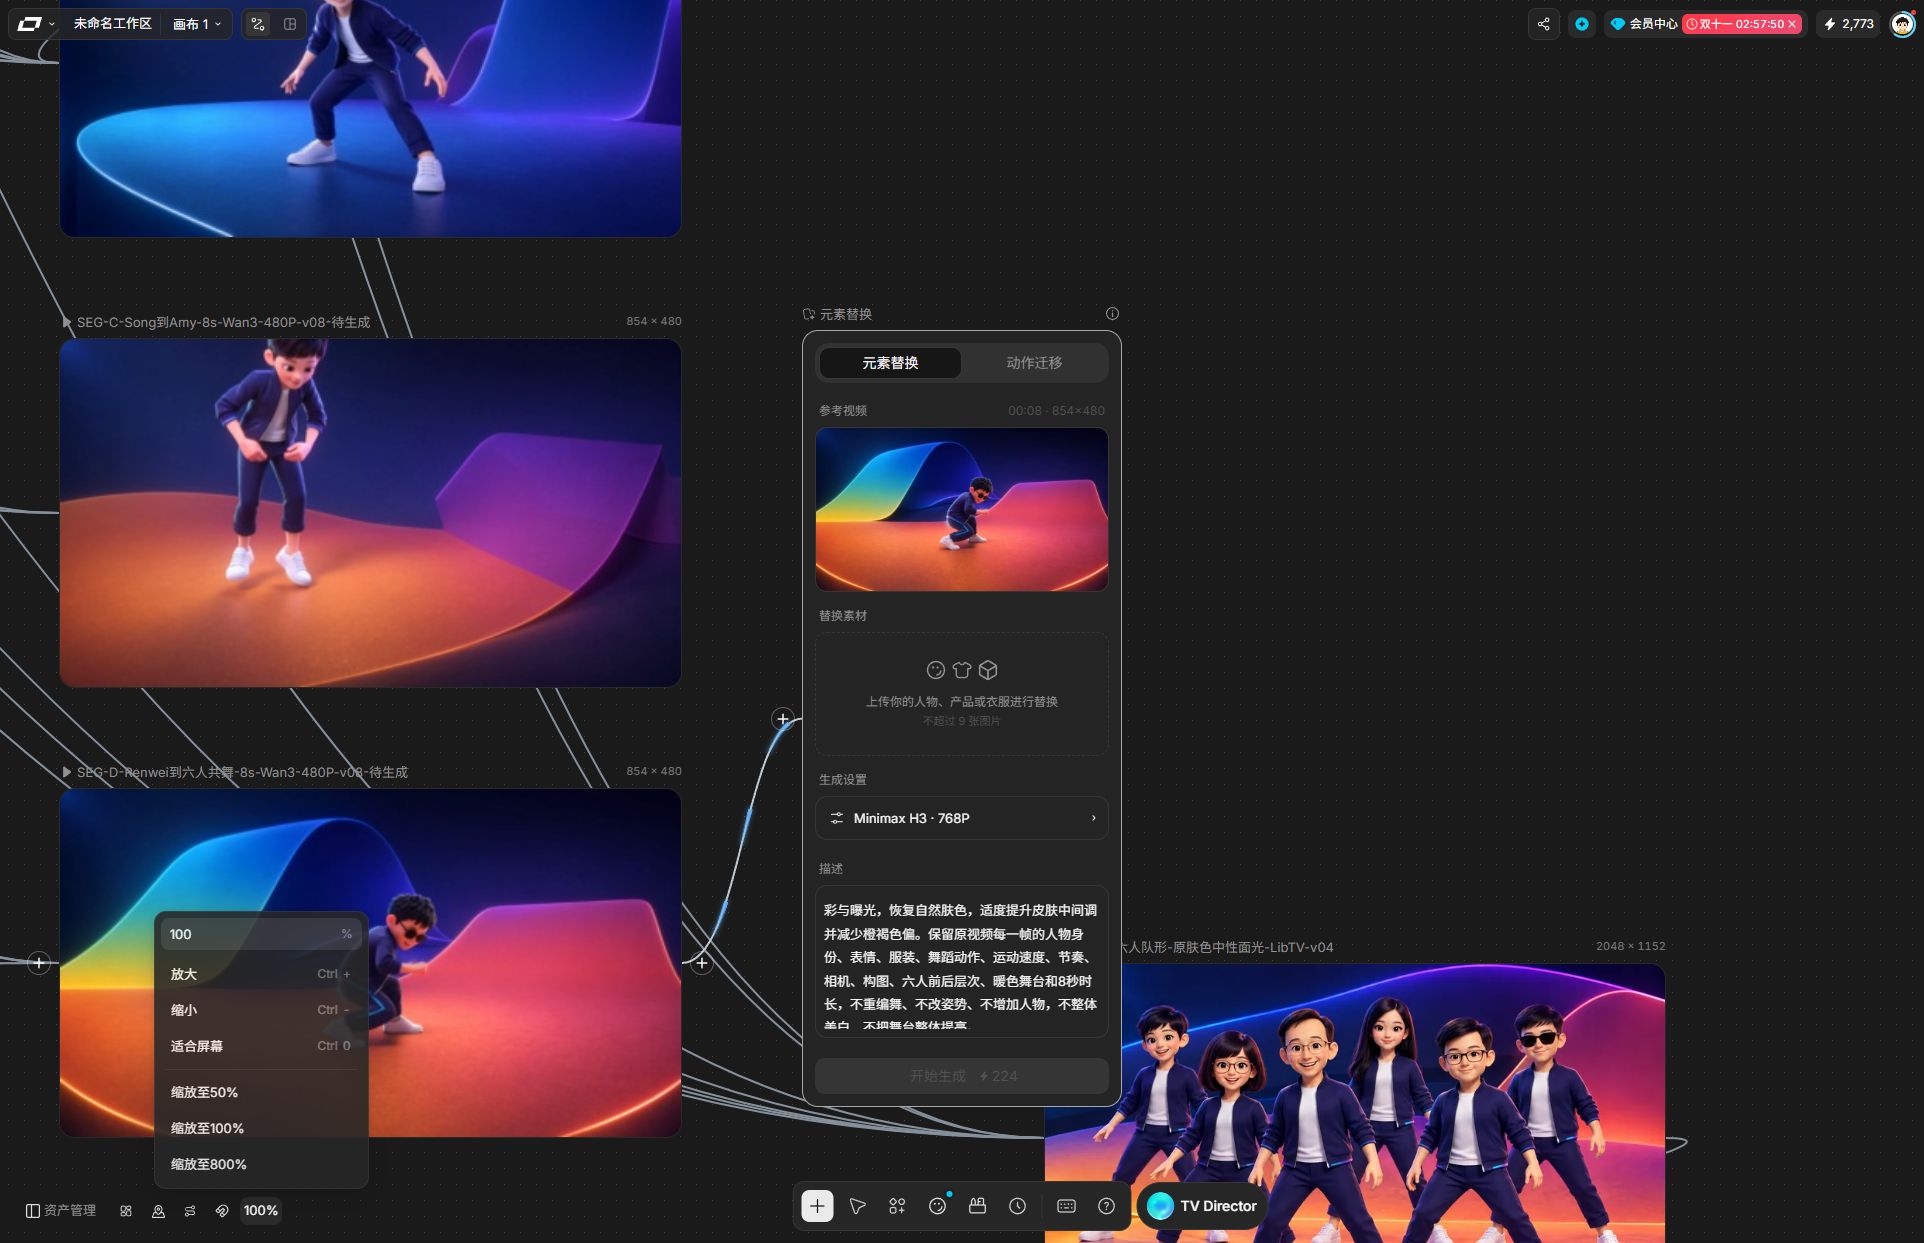 未命名工作区
画布 1
会员中心
双十一 02:57:50
2,773
SEG-C-Song到Amy-8s-Wan3-480P-v08-待生成
854 × 480
元素替换
元素替换
动作迁移
参考视频
00:08 · 854×480
替换素材
上传你的人物、产品或衣服进行替换
不超过 9 张图片
生成设置
Minimax H3 · 768P
描述
彩与曝光，恢复自然肤色，适度提升皮肤中间调
并减少橙褐色偏。保留原视频每一帧的人物身
份、表情、服装、舞蹈动作、运动速度、节奏、
相机、构图、六人前后层次、暖色舞台和8秒时
长，不重编舞、不改姿势、不增加人物，不整体
美白，不把舞台整体提亮。
开始生成 224
SEG-D-Renwei到六人共舞-8s-Wan3-480P-v08-待生成
854 × 480
100 %
放大 Ctrl +
缩小 Ctrl -
适合屏幕 Ctrl 0
缩放至50%
缩放至100%
缩放至800%
六人队形-原肤色中性面光-LibTV-v04
2048 × 1152
资产管理
100%
TV Director